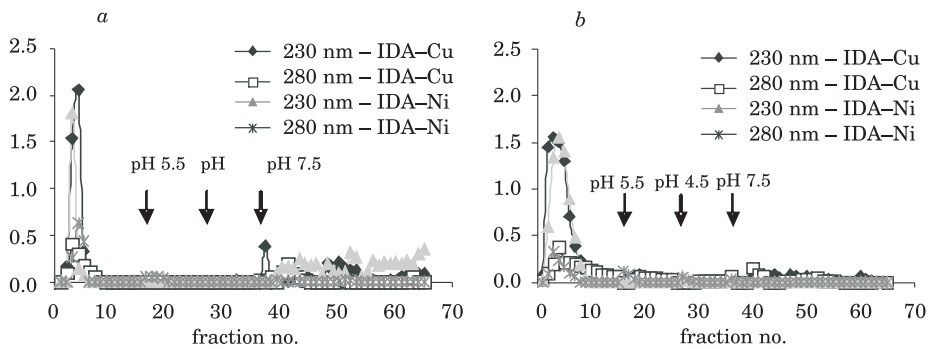 a
2.5
2.0
1.5
1.0
0.5
0.0
230 nm – IDA–Cu
280 nm – IDA–Cu
230 nm – IDA–Ni
280 nm – IDA–Ni
pH 5.5 pH pH 7.5
0 10 20 30 40 50 60 70
fraction no.
b
2.5
2.0
1.5
1.0
0.5
0.0
230 nm – IDA–Cu
280 nm – IDA–Cu
230 nm – IDA–Ni
280 nm – IDA–Ni
pH 5.5 pH 4.5 pH 7.5
0 10 20 30 40 50 60 70
fraction no.